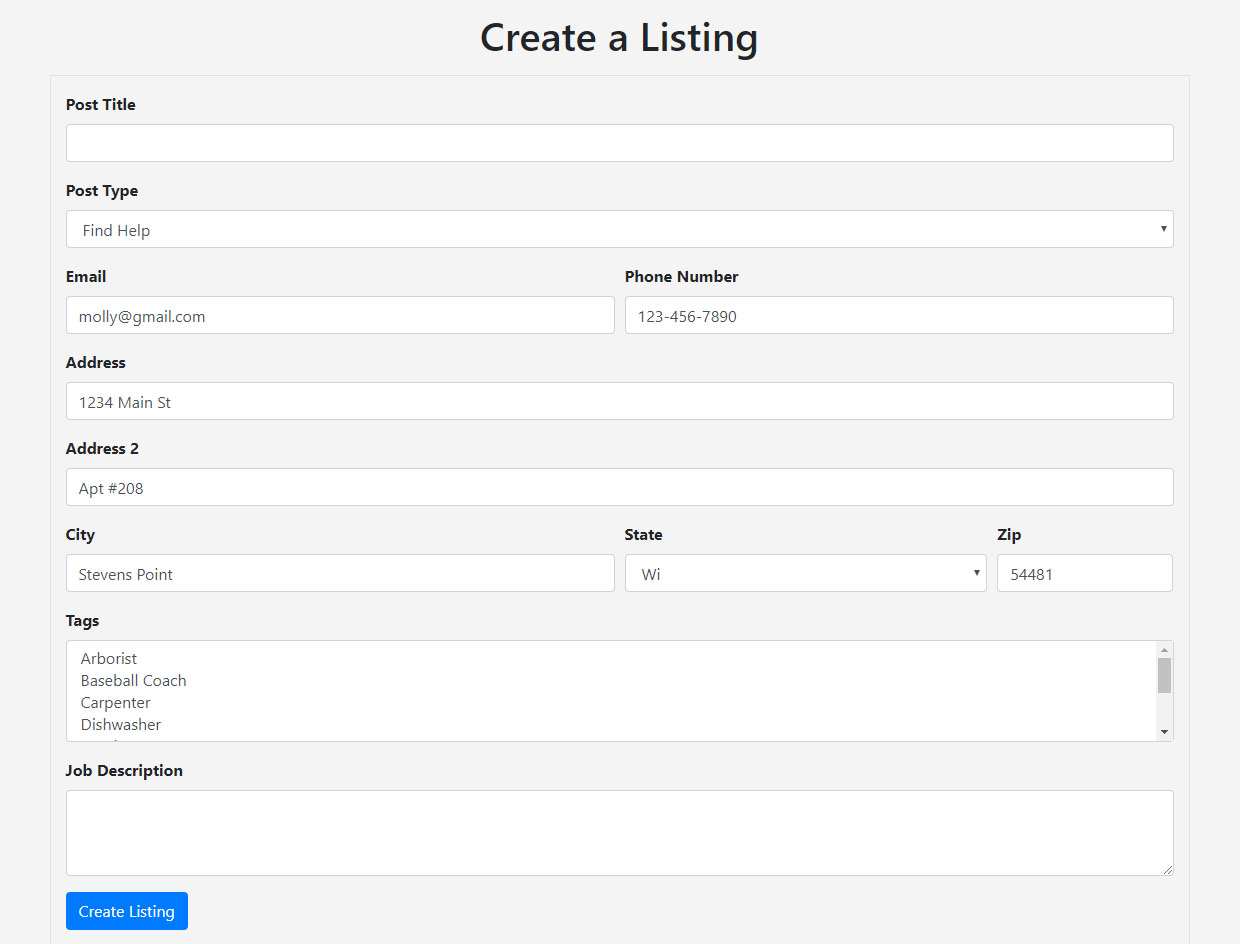 Create a Listing
Post Title
Post Type
Find Help
Email Phone Number
molly@gmail.com 123-456-7890
Address
1234 Main St
Address 2
Apt #208
City State Zip
Stevens Point Wi 54481
Tags
Arborist
Baseball Coach
Carpenter
Dishwasher
Job Description
Create Listing